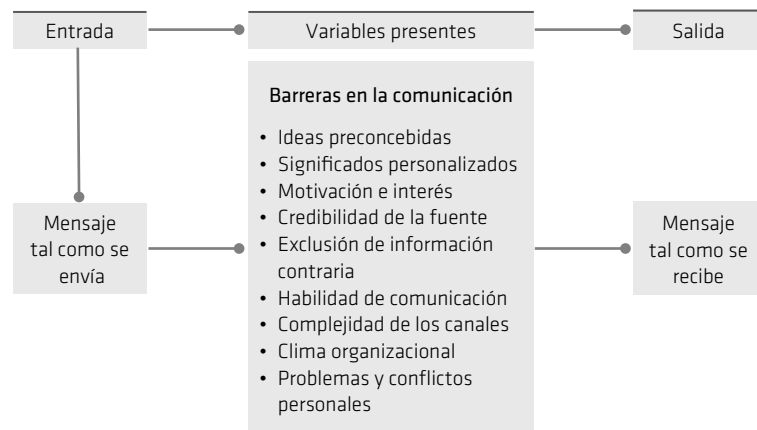 Entrada
Variables presentes
Salida
Mensaje
tal como se
envía
Barreras en la comunicación
• Ideas preconcebidas
• Significados personalizados
• Motivación e interés
• Credibilidad de la fuente
• Exclusión de información
contraria
• Habilidad de comunicación
• Complejidad de los canales
• Clima organizacional
• Problemas y conflictos
personales
Mensaje
tal como se
recibe